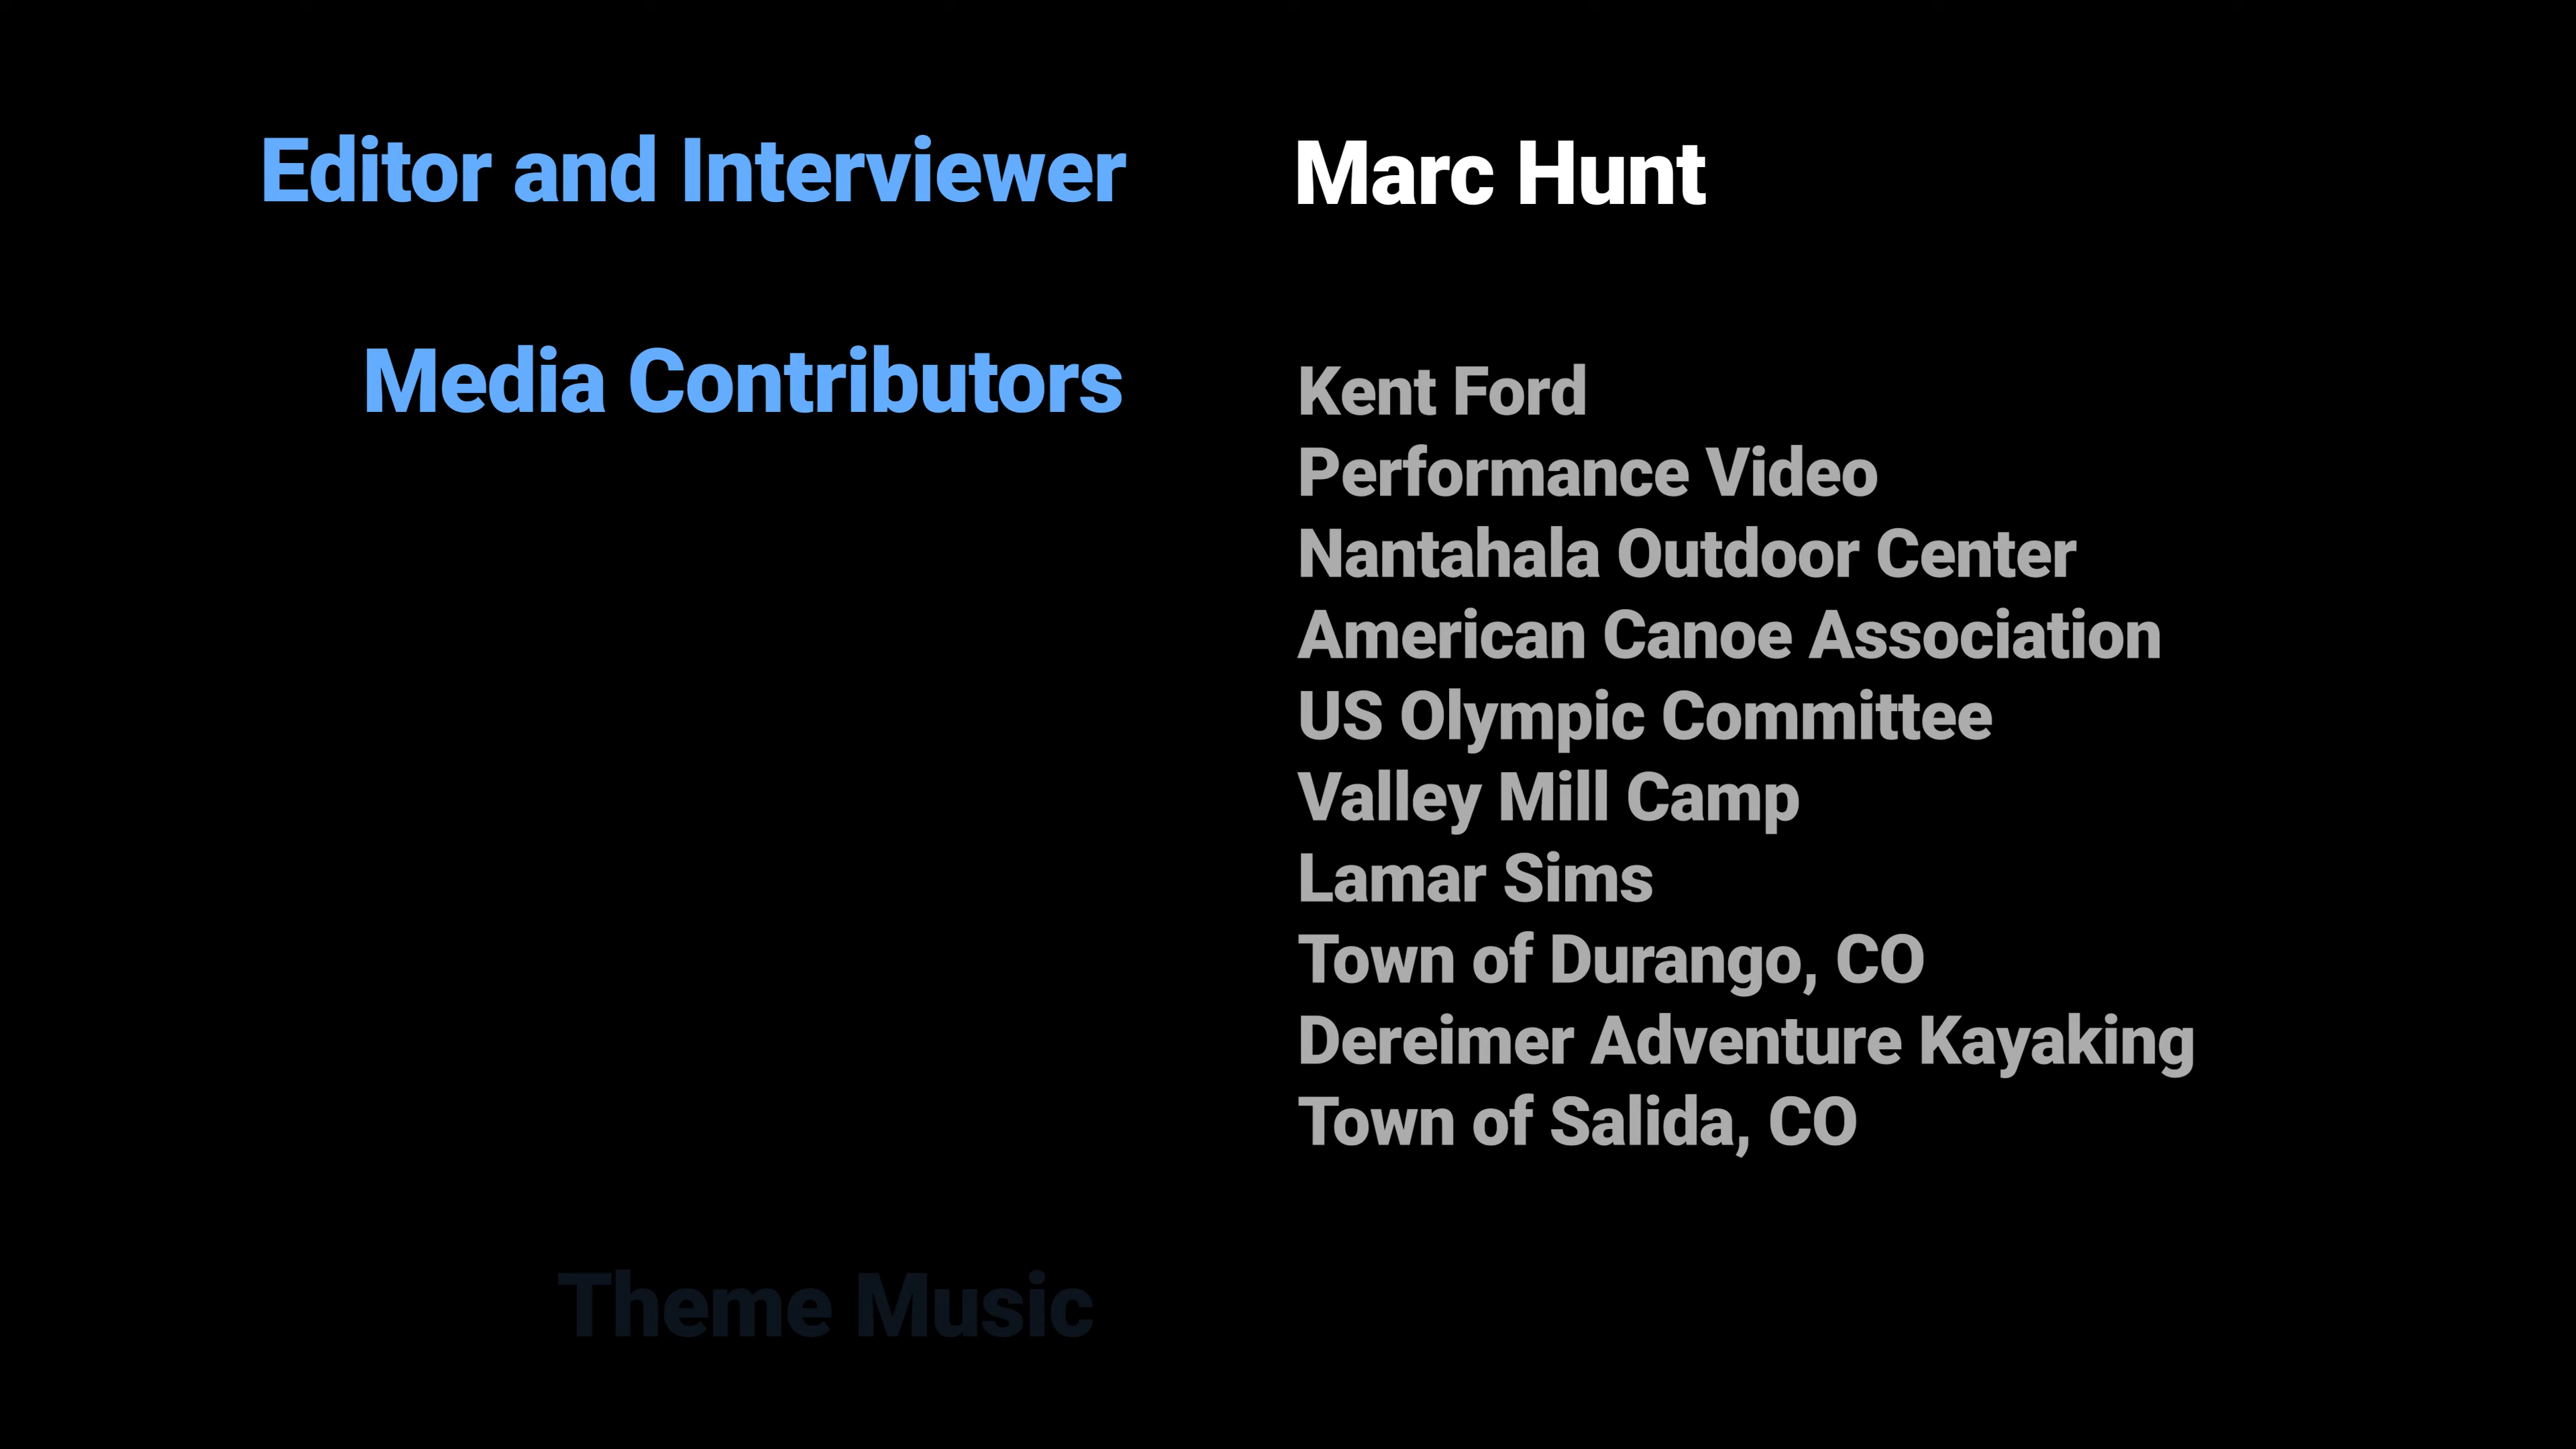 Editor and Interviewer
Marc Hunt
Media Contributors
Kent Ford
Performance Video
Nantahala Outdoor Center
American Canoe Association
US Olympic Committee
Valley Mill Camp
Lamar Sims
Town of Durango, CO
Dereimer Adventure Kayaking
Town of Salida, CO
Theme Music